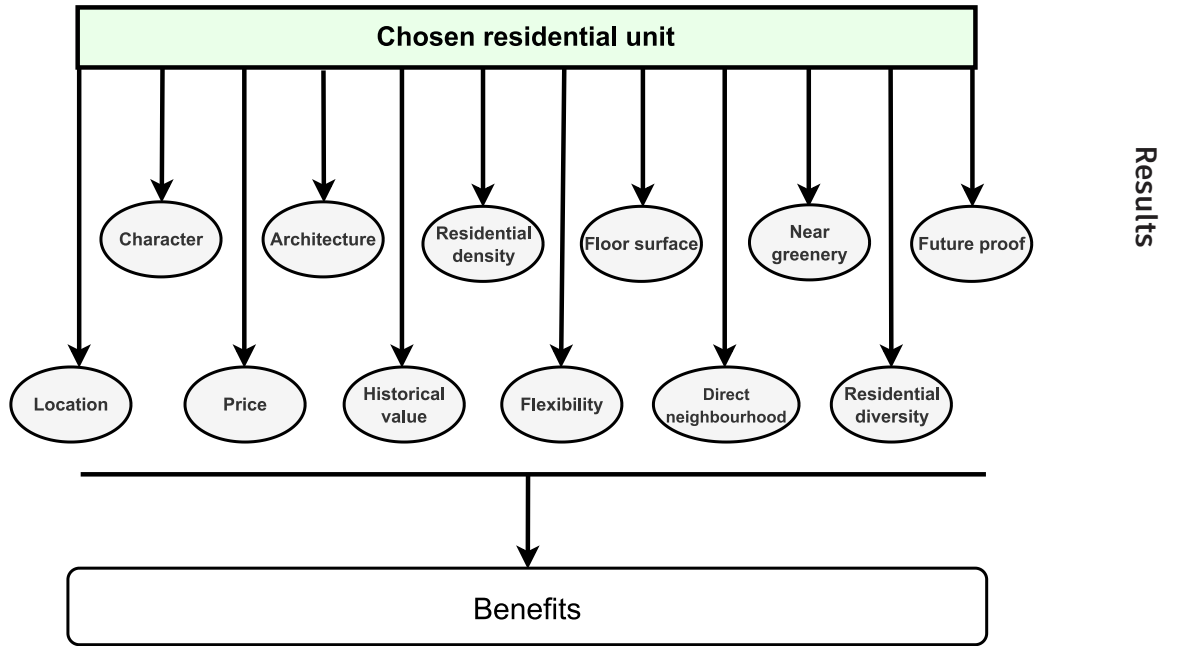 Chosen residential unit
Results
Character
Architecture
Residential
density
Floor surface
Near
greenery
Future proof
Location
Price
Historical
value
Flexibility
Direct
neighbourhood
Residential
diversity
Benefits